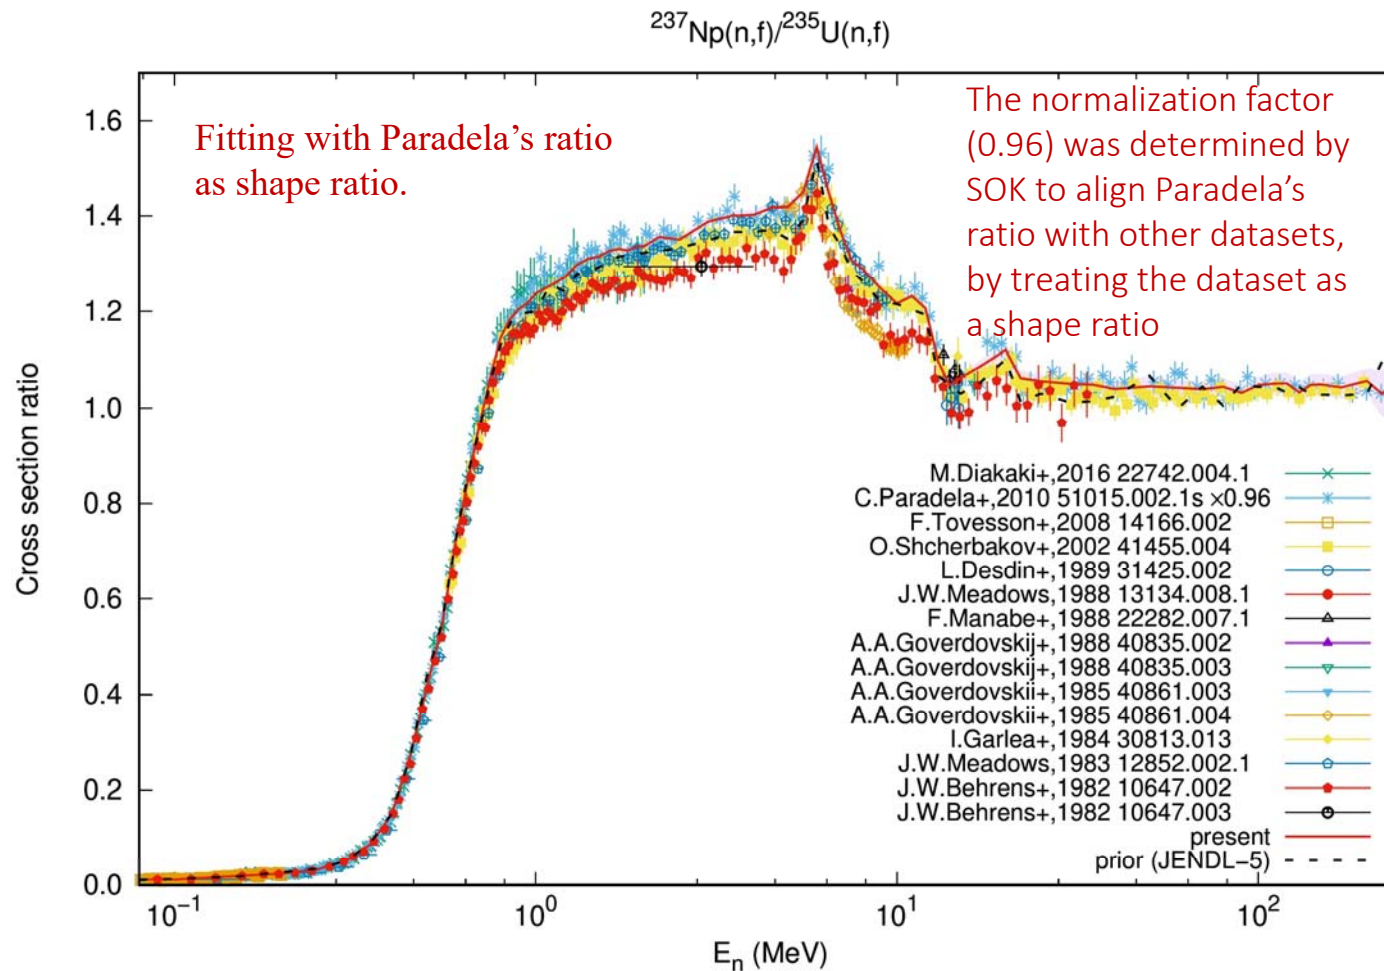 ²³⁷Np(n,f)/²³⁵U(n,f)
Fitting with Paradela’s ratio
as shape ratio.
The normalization factor
(0.96) was determined by
SOK to align Paradela’s
ratio with other datasets,
by treating the dataset as
a shape ratio
Cross section ratio
1.6
1.4
1.2
1.0
0.8
0.6
0.4
0.2
0.0
M.Diakaki+,2016 22742.004.1
C.Paradela+,2010 51015.002.1s ×0.96
F.Tovesson+,2008 14166.002
O.Shcherbakov+,2002 41455.004
L.Desdin+,1989 31425.002
J.W.Meadows,1988 13134.008.1
F.Manabe+,1988 22282.007.1
A.A.Goverdovskij+,1988 40835.002
A.A.Goverdovskij+,1988 40835.003
A.A.Goverdovskii+,1985 40861.003
A.A.Goverdovskii+,1985 40861.004
I.Garlea+,1984 30813.013
J.W.Meadows,1983 12852.002.1
J.W.Behrens+,1982 10647.002
J.W.Behrens+,1982 10647.003
present
prior (JENDL−5)
10⁻¹ 10⁰ 10¹ 10²
Eₙ (MeV)